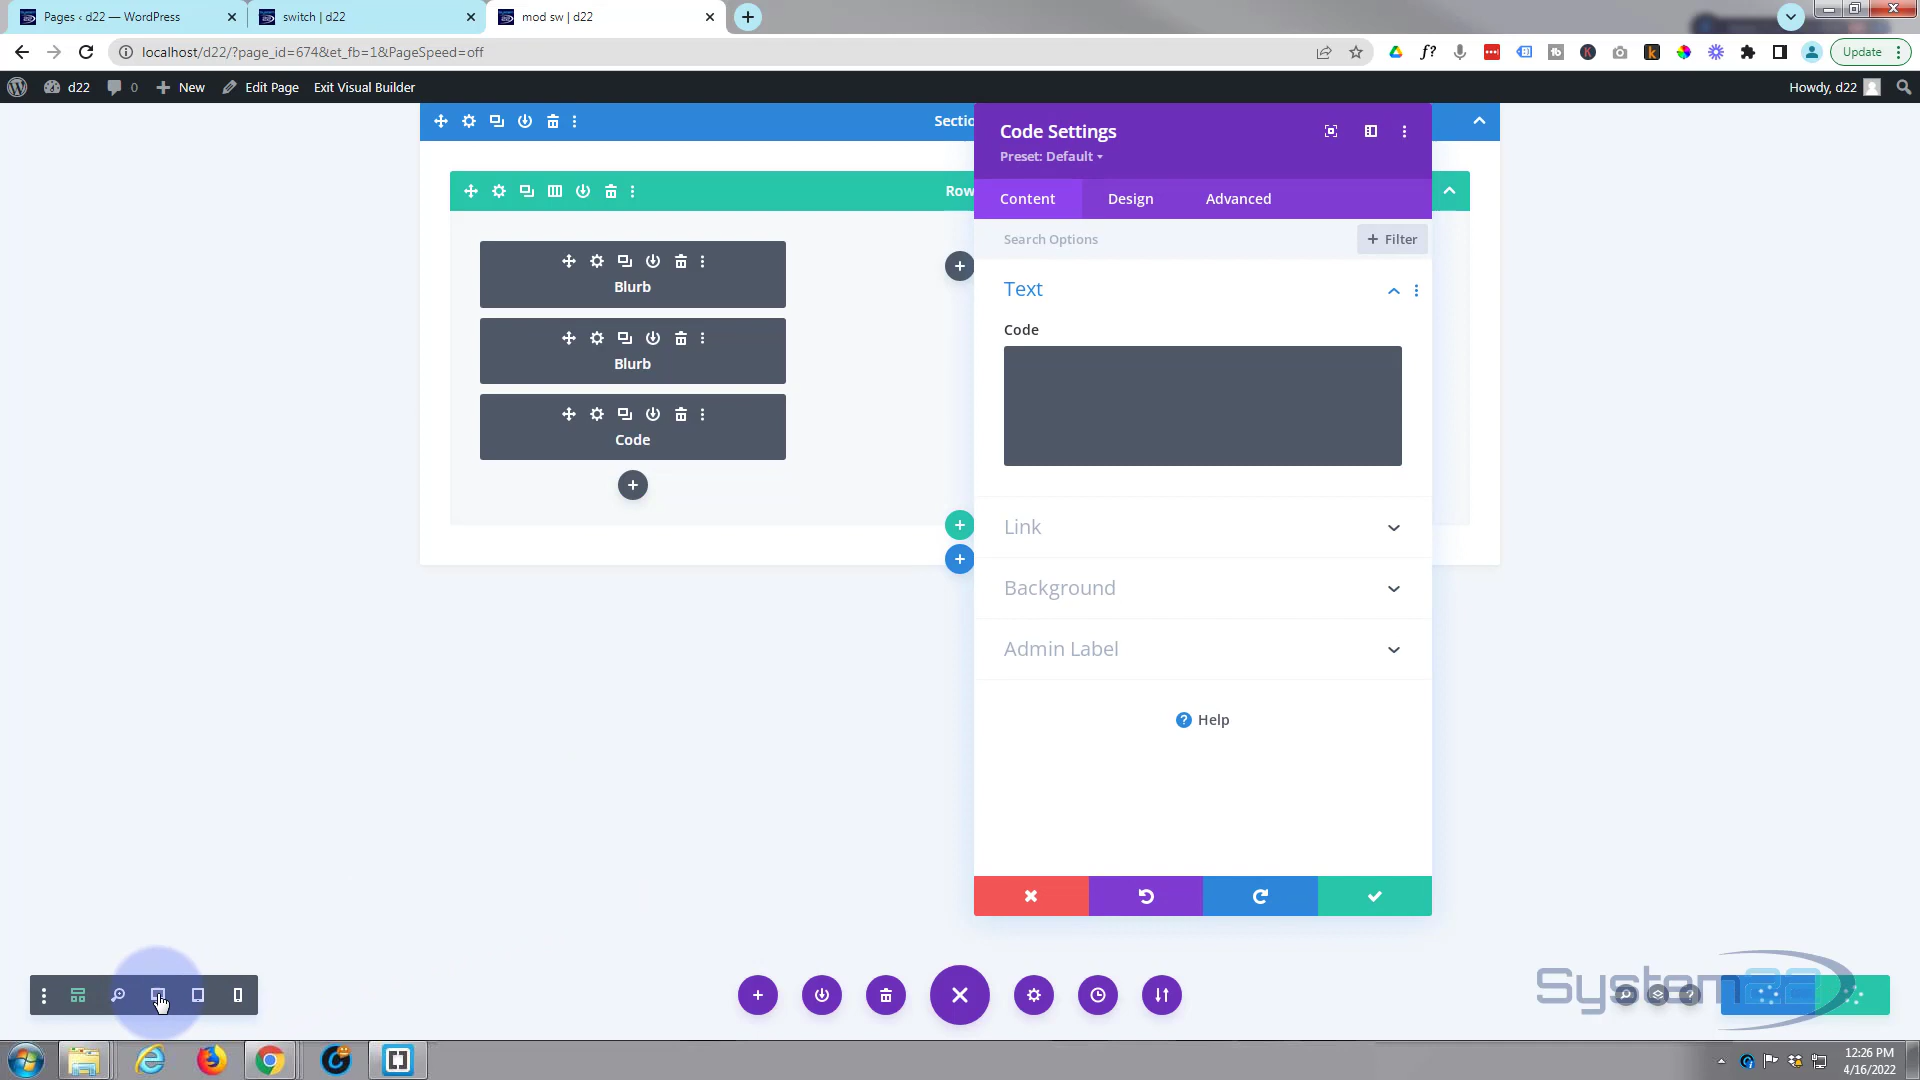 Pages ‹ d22 — WordPress
switch | d22
mod sw | d22
localhost/d22/?page_id=674&et_fb=1&PageSpeed=off
Update
d22
0
New
Edit Page
Exit Visual Builder
Howdy, d22
Sectio
Row
Blurb
Blurb
Code
Code Settings
Preset: Default
Content
Design
Advanced
Search Options
+ Filter
Text
Code
Link
Background
Admin Label
? Help
System22
12:26 PM
4/16/2022